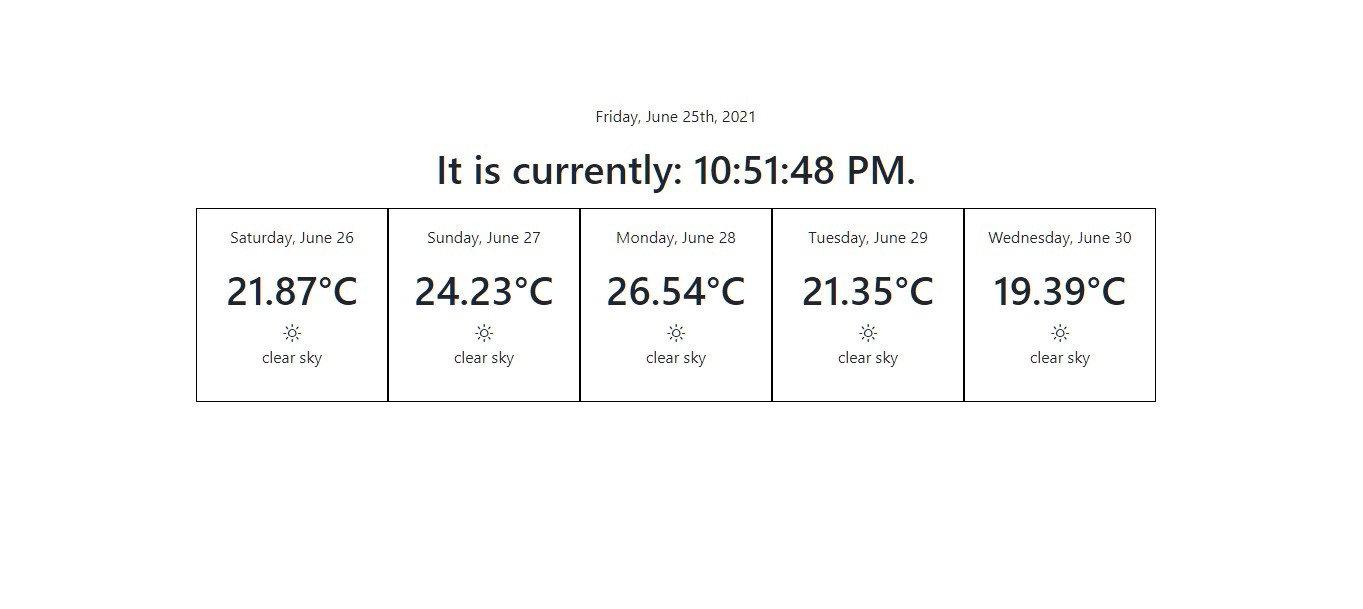 Friday, June 25th, 2021
It is currently: 10:51:48 PM.
Saturday, June 26
21.87°C
clear sky
Sunday, June 27
24.23°C
clear sky
Monday, June 28
26.54°C
clear sky
Tuesday, June 29
21.35°C
clear sky
Wednesday, June 30
19.39°C
clear sky